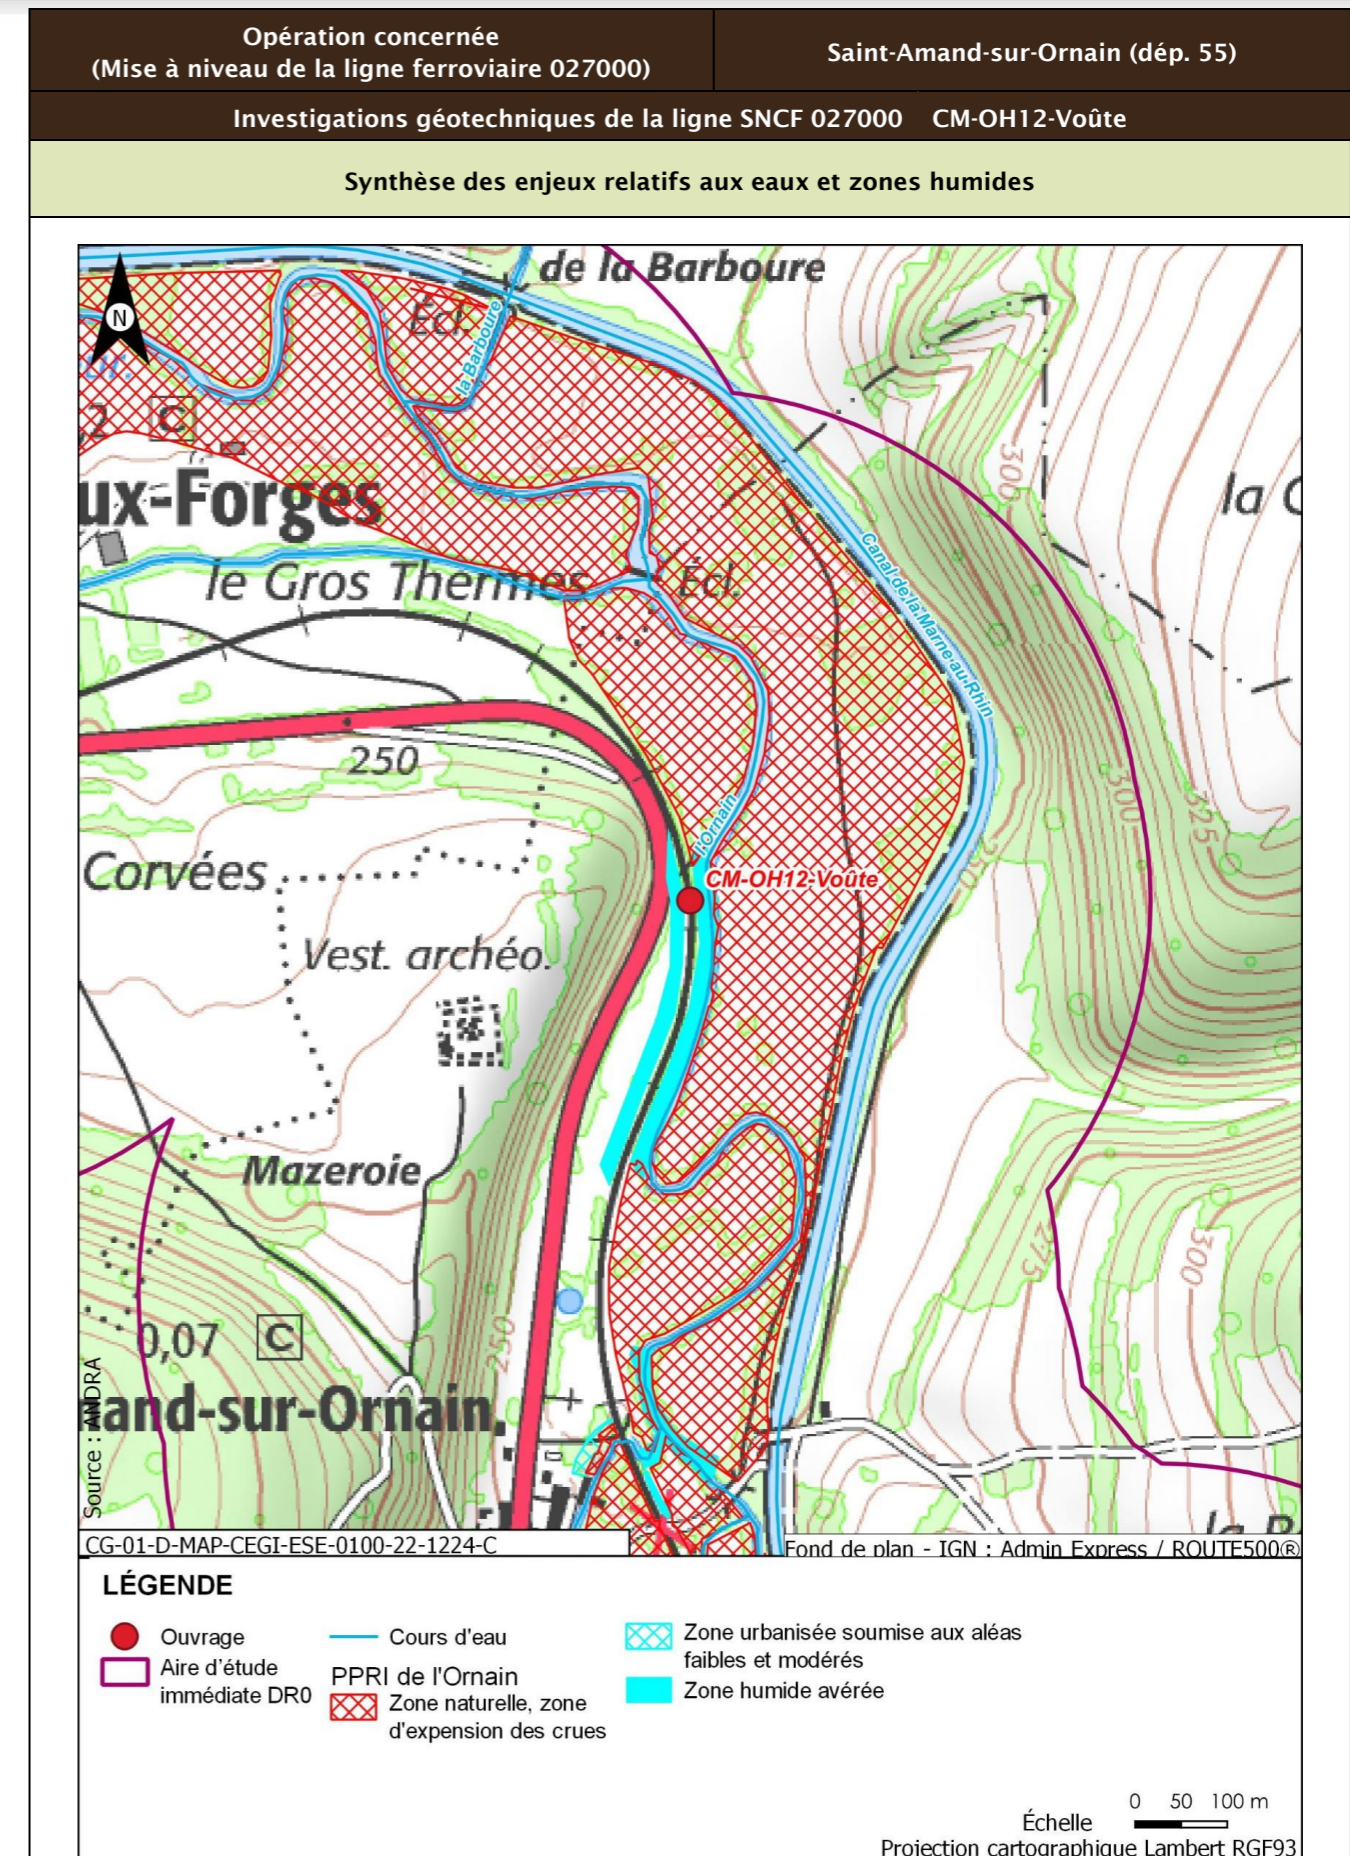 Opération concernée
(Mise à niveau de la ligne ferroviaire 027000)
Saint-Amand-sur-Ornain (dép. 55)
Investigations géotechniques de la ligne SNCF 027000 CM-OH12-Voûte
Synthèse des enjeux relatifs aux eaux et zones humides
N
de la Barboure
Écl.
la Barboure
C
ux-Forges
300
la C
le Gros Thermes
Écl.
Canal de la Marne au Rhin
250
300
325
l'Ornain
Corvées
CM-OH12-Voûte
250
Vest. archéo.
Mazeroie
275
300
0,07
C
250
Source : ANDRA
and-sur-Ornain
CG-01-D-MAP-CEGI-ESE-0100-22-1224-C
Fond de plan - IGN : Admin Express / ROUTE500®
LÉGENDE
Ouvrage
Aire d'étude
immédiate DR0
Cours d'eau
PPRI de l'Ornain
Zone naturelle, zone
d'expension des crues
Zone urbanisée soumise aux aléas
faibles et modérés
Zone humide avérée
0 50 100 m
Échelle
Projection cartographique Lambert RGF93